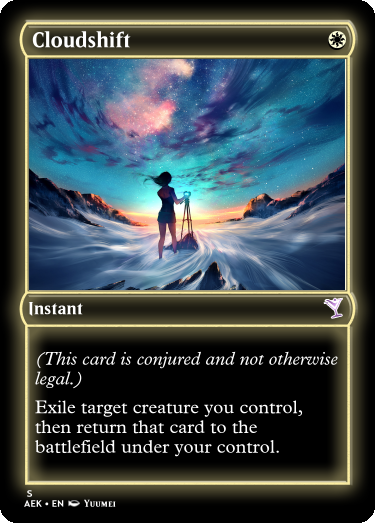 Cloudshift
Instant
(This card is conjured and not otherwise
legal.)
Exile target creature you control,
then return that card to the
battlefield under your control.
S
AEK • EN Yuumei